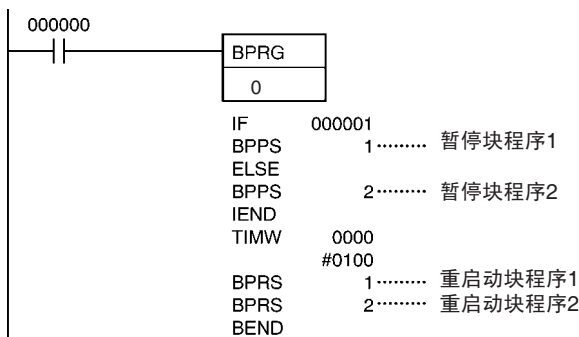 000000
BPRG
0
IF 000001
BPPS 1 ········· 暂停块程序1
ELSE
BPPS 2 ········· 暂停块程序2
IEND
TIMW 0000
#0100
BPRS 1 ········· 重启动块程序1
BPRS 2 ········· 重启动块程序2
BEND